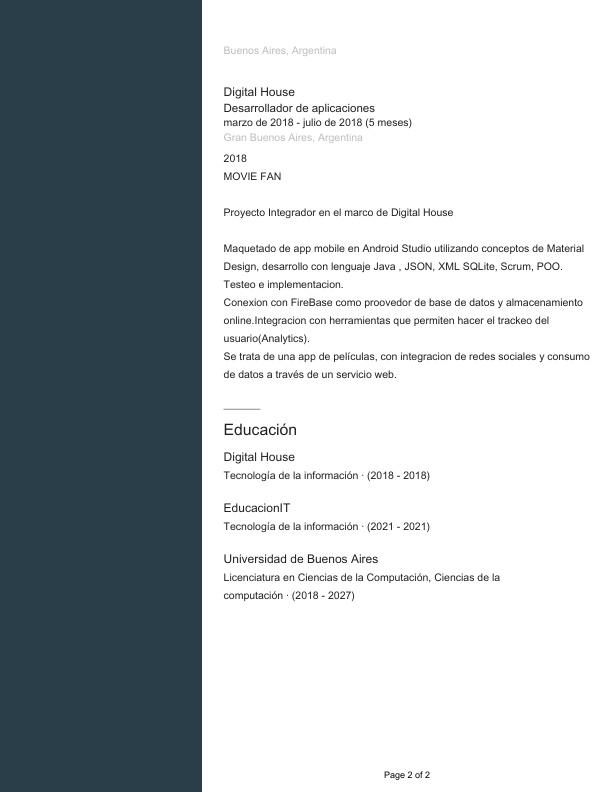 Buenos Aires, Argentina
Digital House
Desarrollador de aplicaciones
marzo de 2018 - julio de 2018 (5 meses)
Gran Buenos Aires, Argentina
2018
MOVIE FAN
Proyecto Integrador en el marco de Digital House
Maquetado de app mobile en Android Studio utilizando conceptos de Material
Design, desarrollo con lenguaje Java , JSON, XML SQLite, Scrum, POO.
Testeo e implementacion.
Conexion con FireBase como proovedor de base de datos y almacenamiento
online.Integracion con herramientas que permiten hacer el trackeo del
usuario(Analytics).
Se trata de una app de películas, con integracion de redes sociales y consumo
de datos a través de un servicio web.
Educación
Digital House
Tecnología de la información · (2018 - 2018)
EducacionIT
Tecnología de la información · (2021 - 2021)
Universidad de Buenos Aires
Licenciatura en Ciencias de la Computación, Ciencias de la
computación · (2018 - 2027)
Page 2 of 2